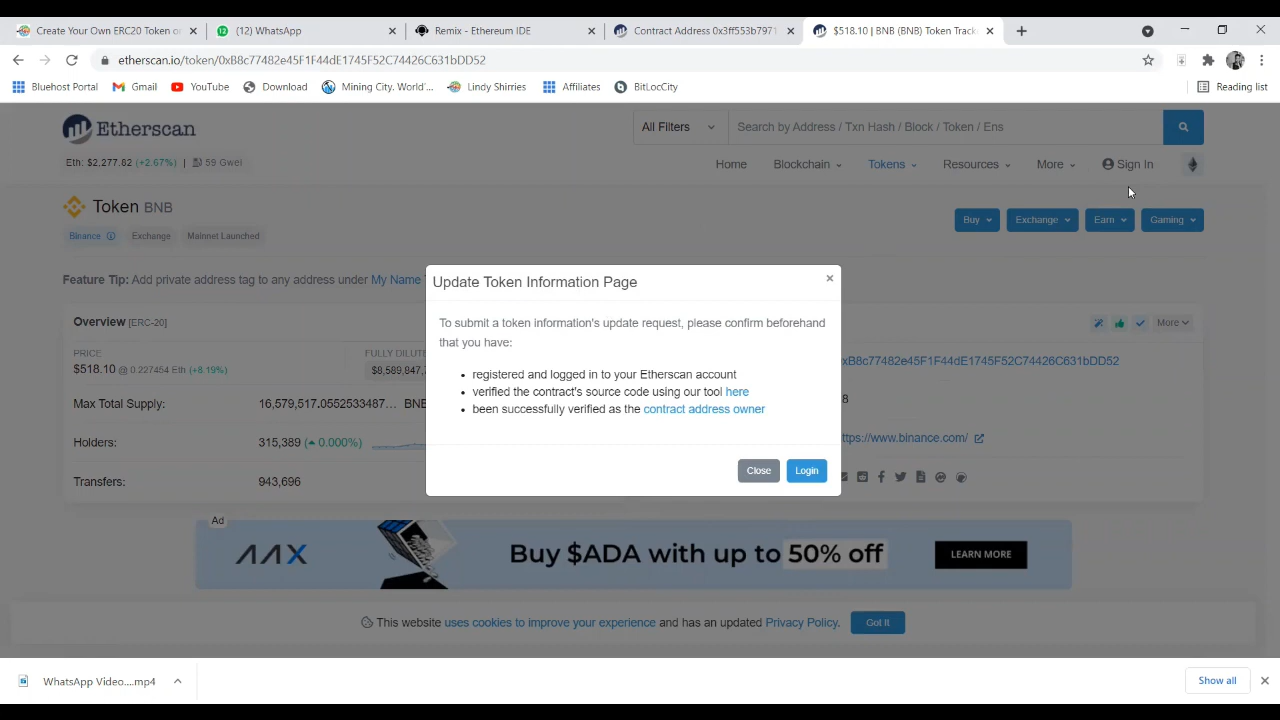 Create Your Own ERC20 Token o
(12) WhatsApp
Remix - Ethereum IDE
Contract Address 0x3ff553b7971
$518.10 | BNB (BNB) Token Track
etherscan.io/token/0xB8c77482e45F1F44dE1745F52C74426C631bDD52
Bluehost Portal
Gmail
YouTube
Download
Mining City. World'...
Lindy Shirries
Affiliates
BitLocCity
Reading list
Etherscan
All Filters
Search by Address / Txn Hash / Block / Token / Ens
Eth: $2,277.62 (+2.67%) | 59 Gwei
Home
Blockchain
Tokens
Resources
More
Sign In
Token BNB
Buy
Exchange
Earn
Gaming
Binance
Exchange
Mainnet Launched
Feature Tip: Add private address tag to any address under My Name
Update Token Information Page
×
To submit a token information's update request, please confirm beforehand
that you have:
• registered and logged in to your Etherscan account
• verified the contract's source code using our tool here
• been successfully verified as the contract address owner
Close
Login
Overview [ERC-20]
More
PRICE
FULLY DILUTE
$518.10 @ 0.227454 Eth (+8.19%)
$8,589,847,
xB8c77482e45F1F44dE1745F52C74426C631bDD52
Max Total Supply:
16,579,517.0552533487... BNB
8
Holders:
315,389 (▲ 0.000%)
ttps://www.binance.com/
Transfers:
943,696
Ad
AAX
Buy $ADA with up to 50% off
LEARN MORE
This website uses cookies to improve your experience and has an updated Privacy Policy.
Got It
WhatsApp Video....mp4
Show all